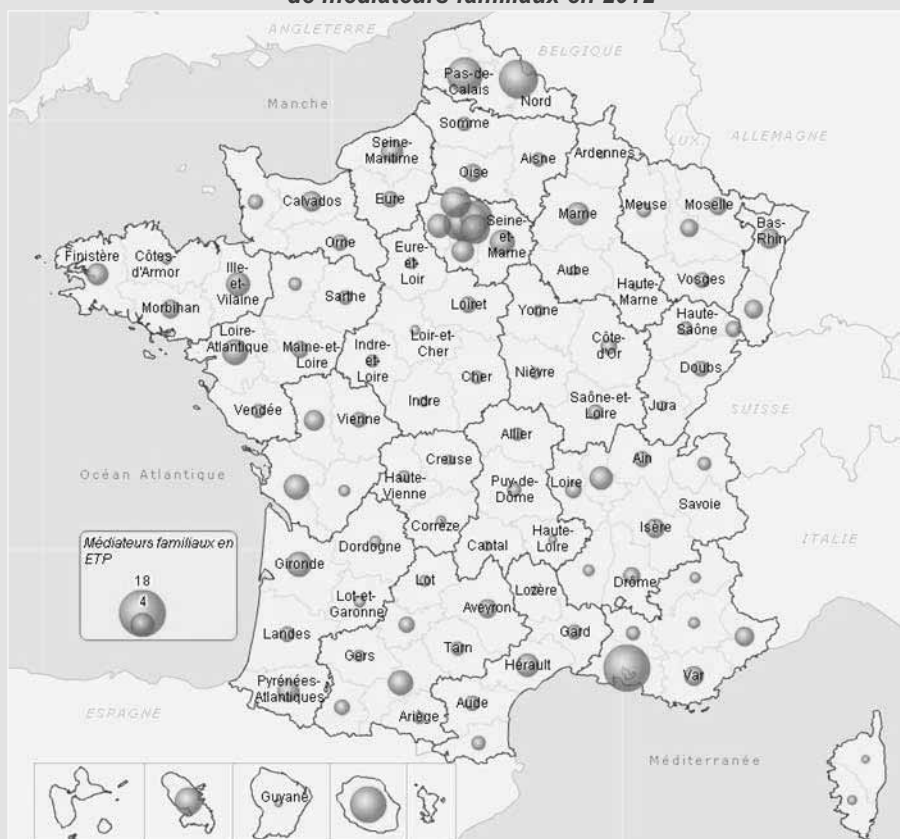 de médiateurs familiaux en 2012
ANGLETERRE
BELGIQUE
Pas-de-
Calais
Nord
Manche
Somme
LUX.
ALLEMAGNE
Seine-
Maritime
Aisne
Ardennes
Oise
Calvados
Eure
Marne
Meuse
Moselle
Bas-
Rhin
Seine-
et-
Marne
Orne
Finistère
Côtes-
d'Armor
Ille-
et-
Vilaine
Eure-
et-
Loir
Aube
Haute-
Marne
Vosges
Morbihan
Sarthe
Loiret
Yonne
Haute-
Saône
Loire-
Atlantique
Maine-et-
Loire
Indre-
et-
Loire
Loir-et-
Cher
Côte-
d'Or
Doubs
Cher
Nièvre
Vendée
Indre
Saône-et-
Loire
Jura
SUISSE
Vienne
Allier
Océan Atlantique
Creuse
Ain
Haute-
Vienne
Puy-de-
Dôme
Loire
Savoie
Corrèze
Isère
ITALIE
Médiateurs familiaux en
ETP
18
4
Dordogne
Cantal
Haute-
Loire
Gironde
Drôme
Lot
Lozère
Lot-et-
Garonne
Aveyron
Landes
Gard
Gers
Tarn
Hérault
Var
Pyrénées-
Atlantiques
Aude
Ariège
ESPAGNE
Méditerranée
Guyane